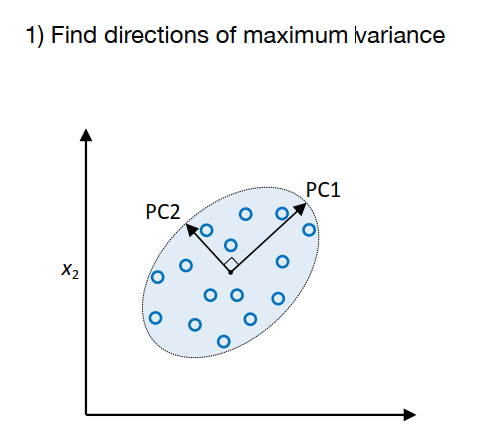 1) Find directions of maximum variance
PC1
PC2
x₂